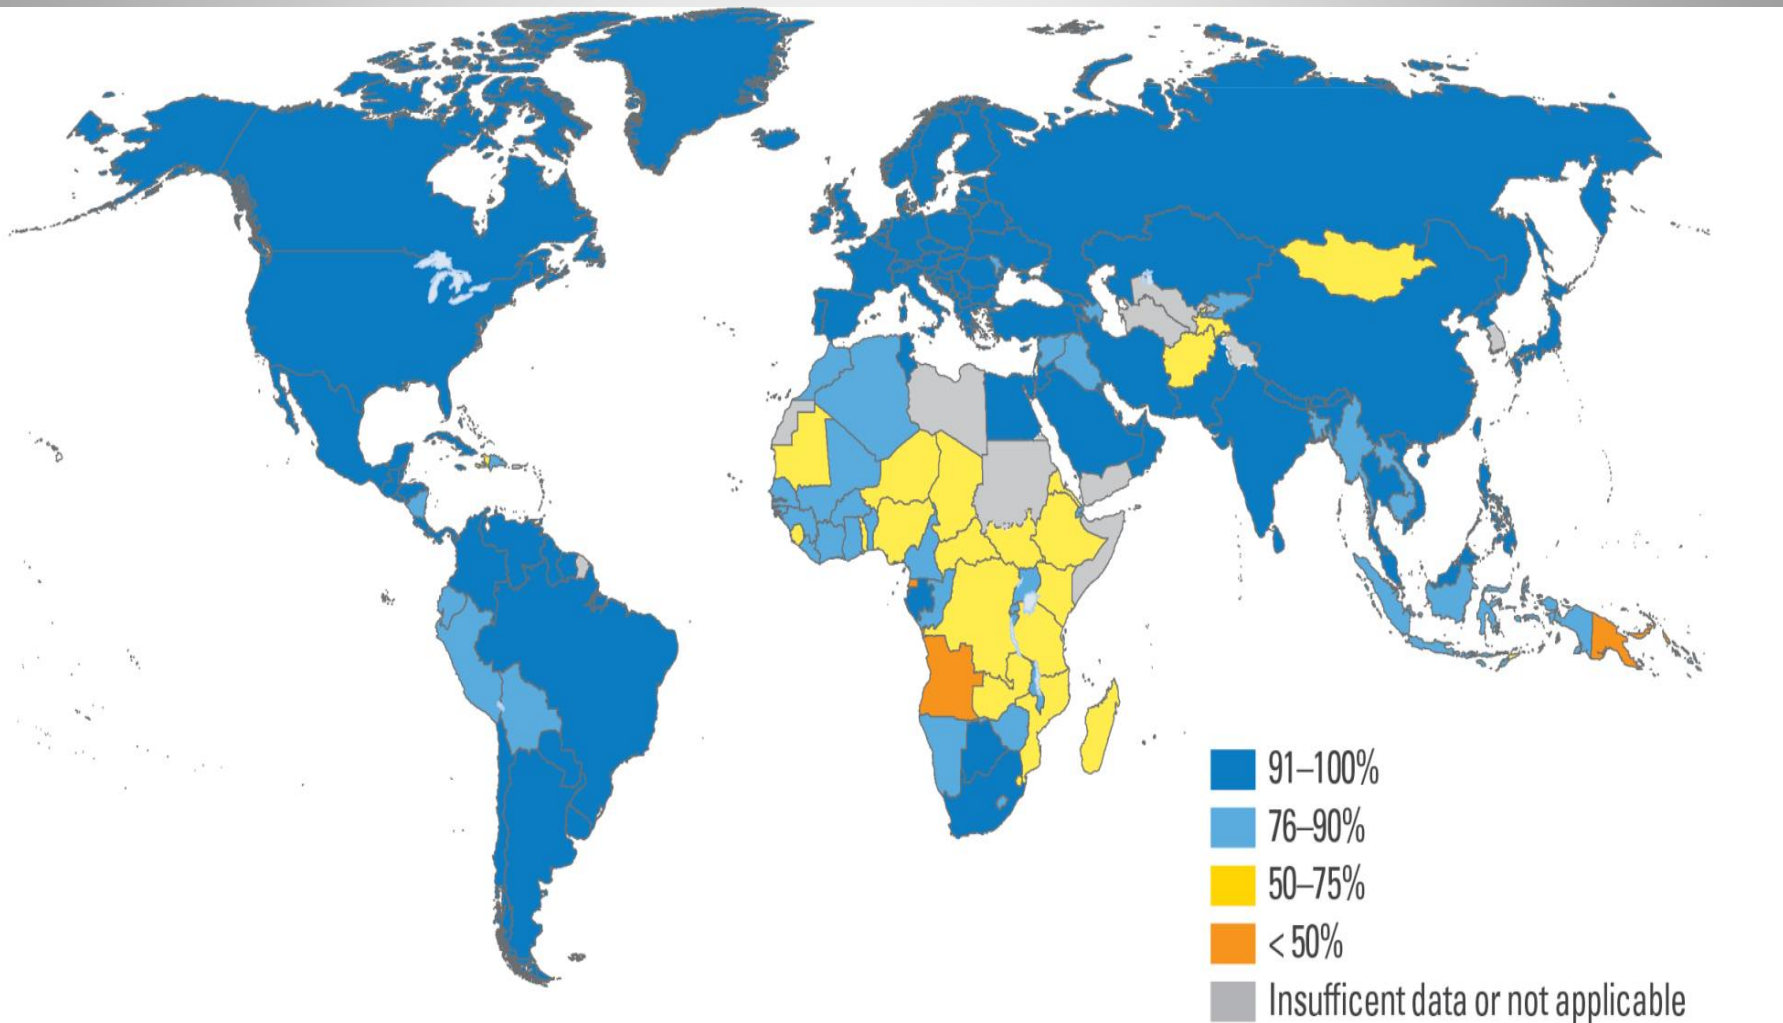 91–100%
76–90%
50–75%
< 50%
Insufficent data or not applicable